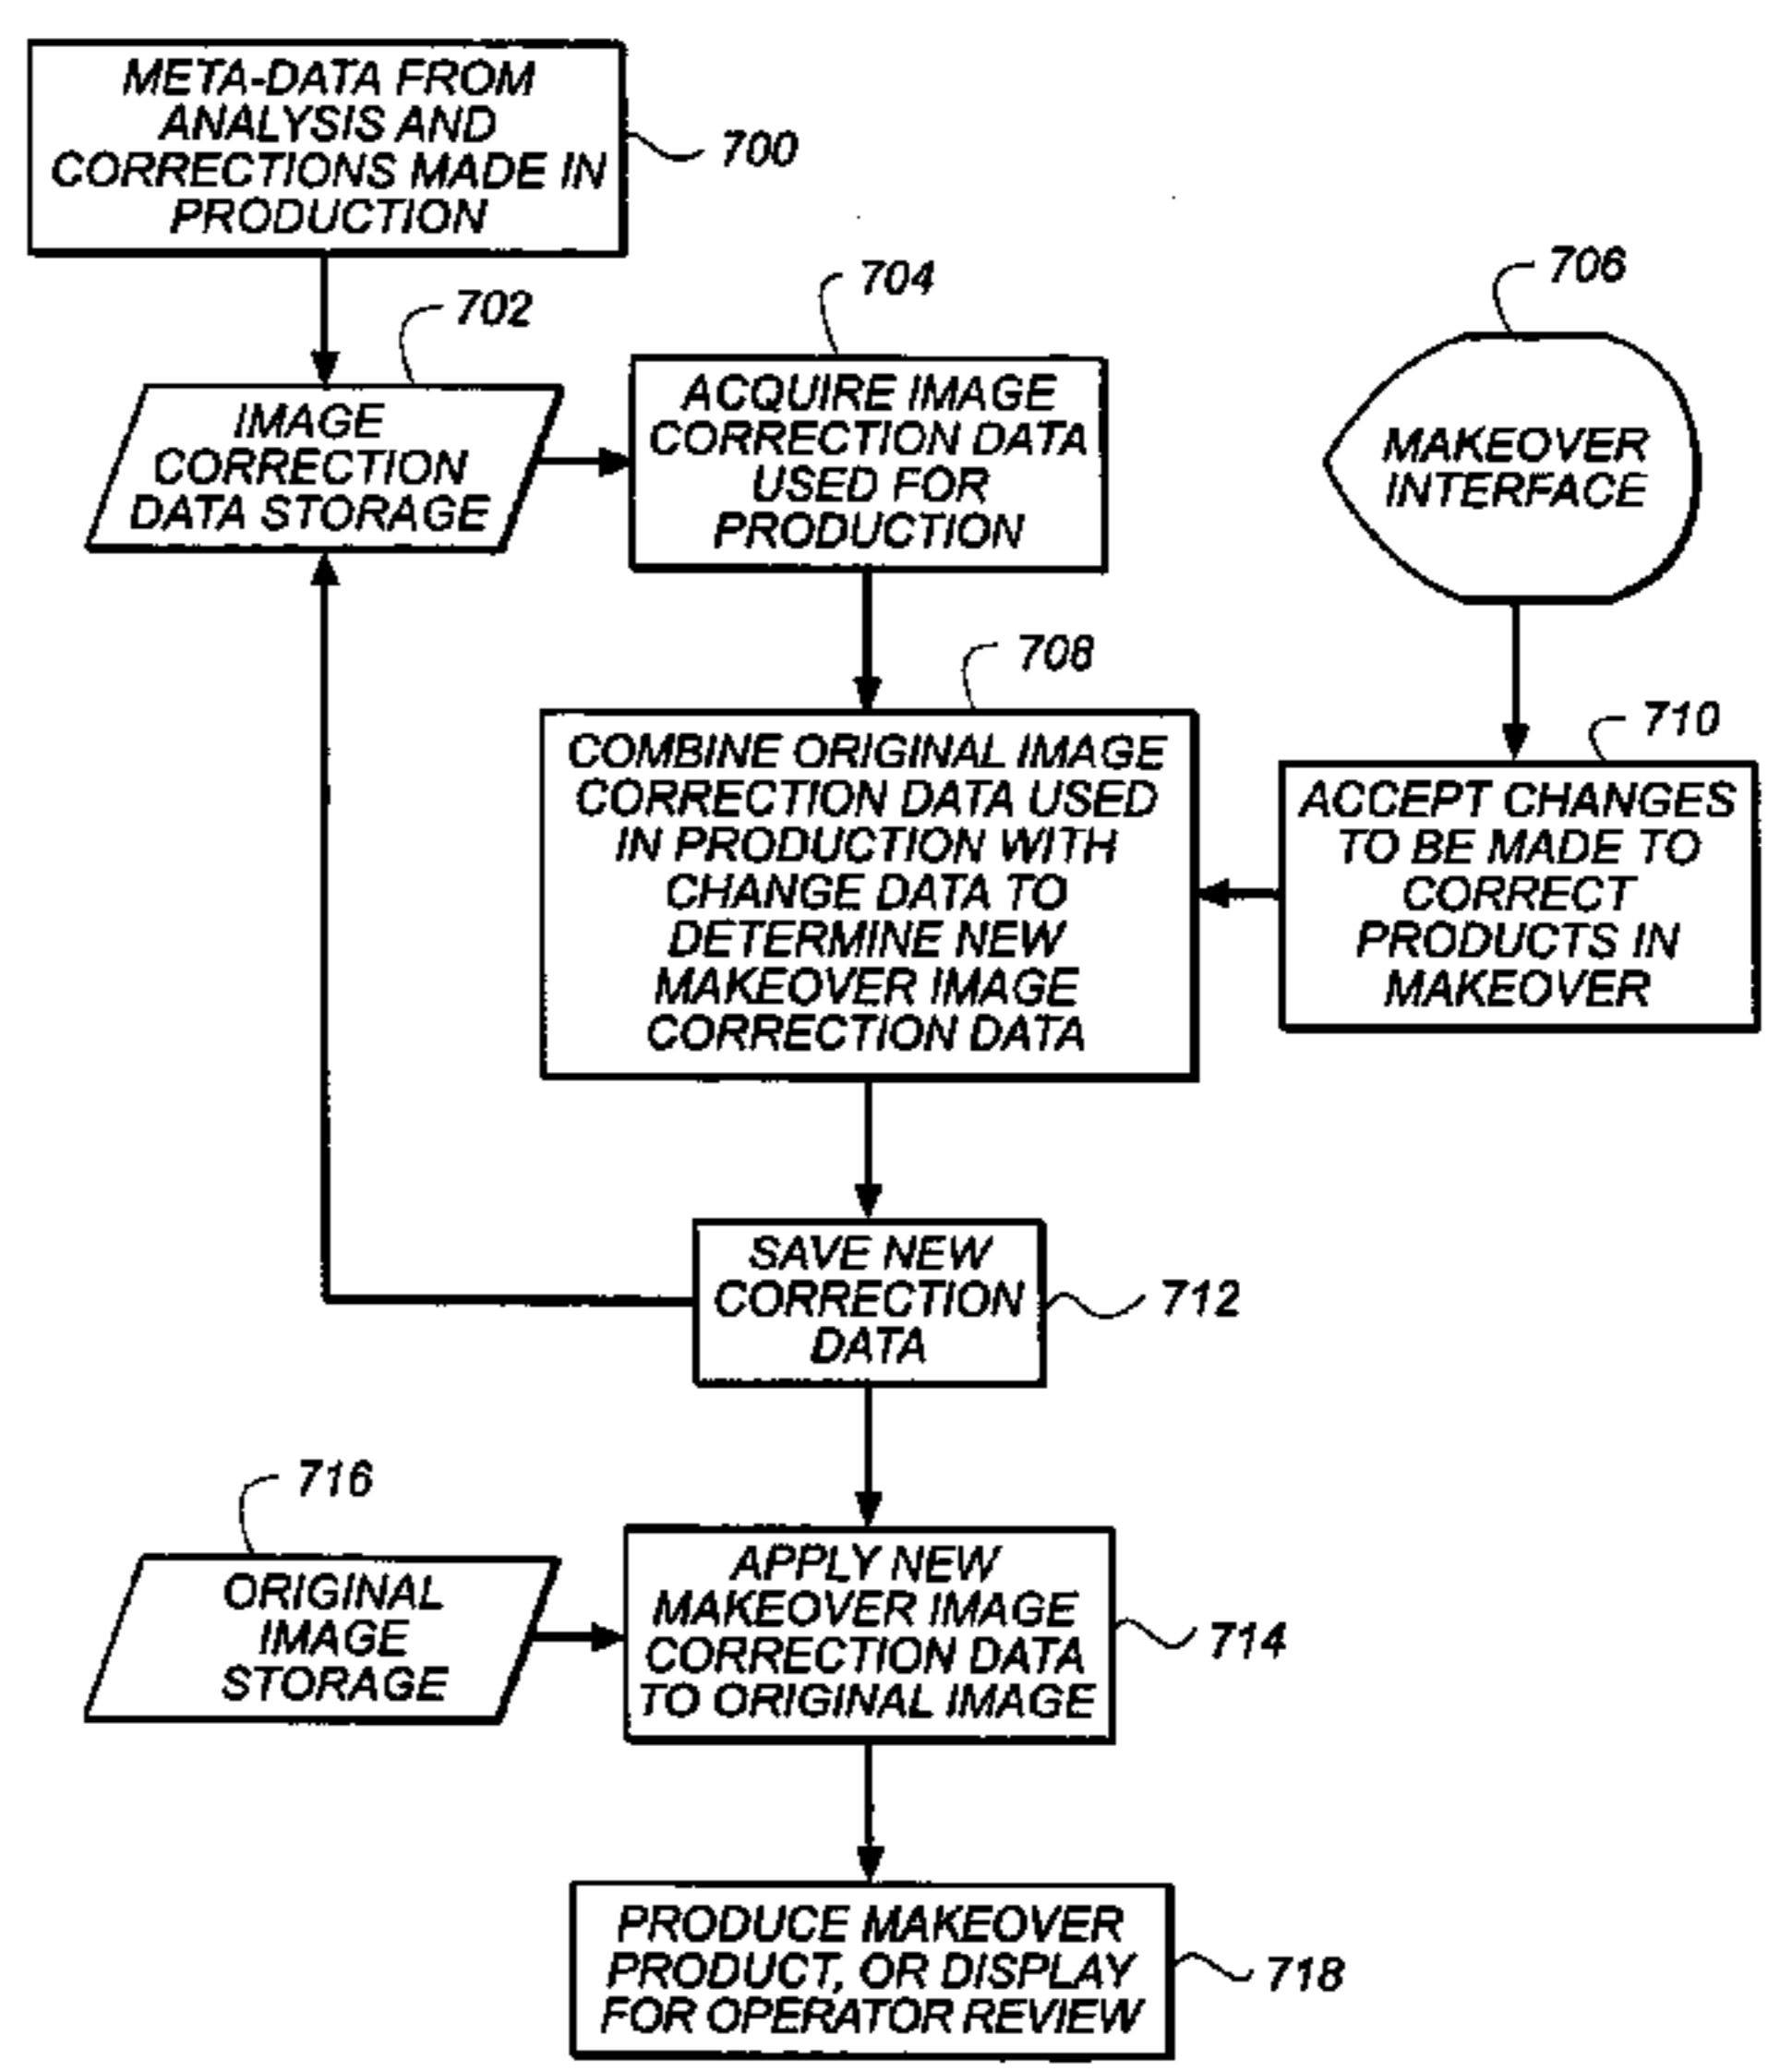 META-DATA FROM
ANALYSIS AND
CORRECTIONS MADE IN
PRODUCTION
700
702
IMAGE
CORRECTION
DATA STORAGE
704
ACQUIRE IMAGE
CORRECTION DATA
USED FOR
PRODUCTION
706
MAKEOVER
INTERFACE
708
COMBINE ORIGINAL IMAGE
CORRECTION DATA USED
IN PRODUCTION WITH
CHANGE DATA TO
DETERMINE NEW
MAKEOVER IMAGE
CORRECTION DATA
710
ACCEPT CHANGES
TO BE MADE TO
CORRECT
PRODUCTS IN
MAKEOVER
SAVE NEW
CORRECTION
DATA
712
716
ORIGINAL
IMAGE
STORAGE
APPLY NEW
MAKEOVER IMAGE
CORRECTION DATA
TO ORIGINAL IMAGE
714
PRODUCE MAKEOVER
PRODUCT, OR DISPLAY
FOR OPERATOR REVIEW
718